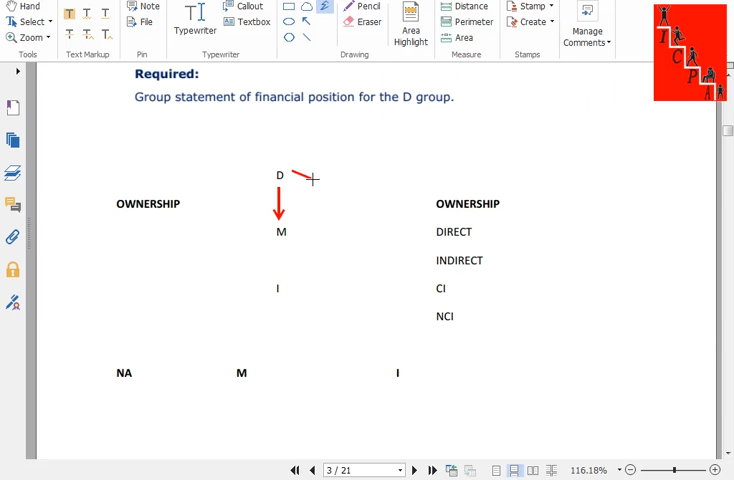 Hand
Select
Zoom
Tools
T T T
T T T
Text Markup
Note
File
Pin
Typewriter
Callout
Textbox
Typewriter
Pencil
Eraser
Drawing
Area
Highlight
Distance
Perimeter
Area
Measure
Stamp
Create
Stamps
Manage
Comments
I
C
P
A
Required:
Group statement of financial position for the D group.
D
OWNERSHIP
OWNERSHIP
M
DIRECT
INDIRECT
I
CI
NCI
NA M I
3 / 21
116.18%